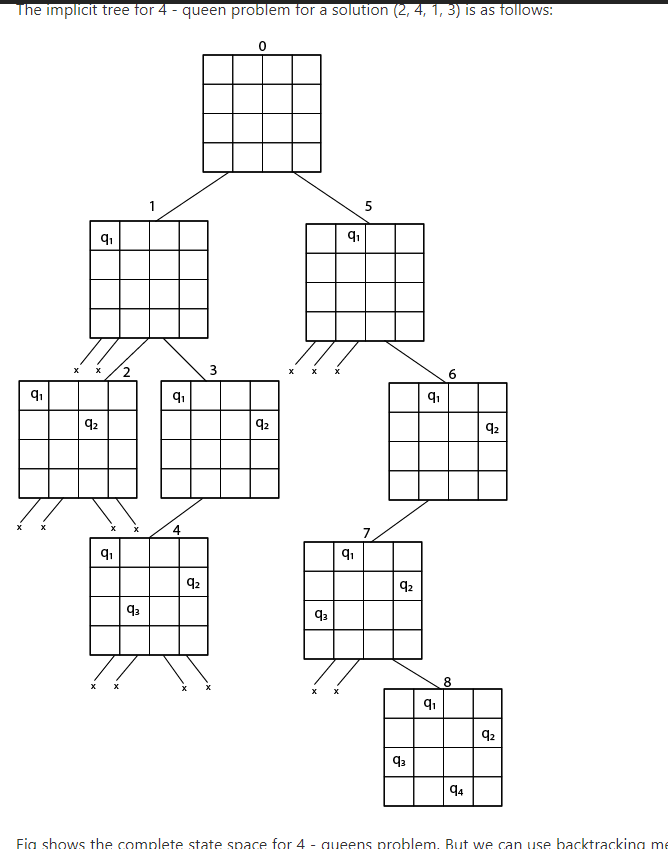 The implicit tree for 4 - queen problem for a solution (2, 4, 1, 3) is as follows:
0
1
5
q1
q1
x x 2
3
x x x
6
q1
q1
q1
q2
q2
q2
x x x x
4
7
q1
q1
q2
q2
q3
q3
x x x x
x x
8
q1
q2
q3
q4
Fig shows the complete state space for 4 - queens problem. But we can use backtracking me